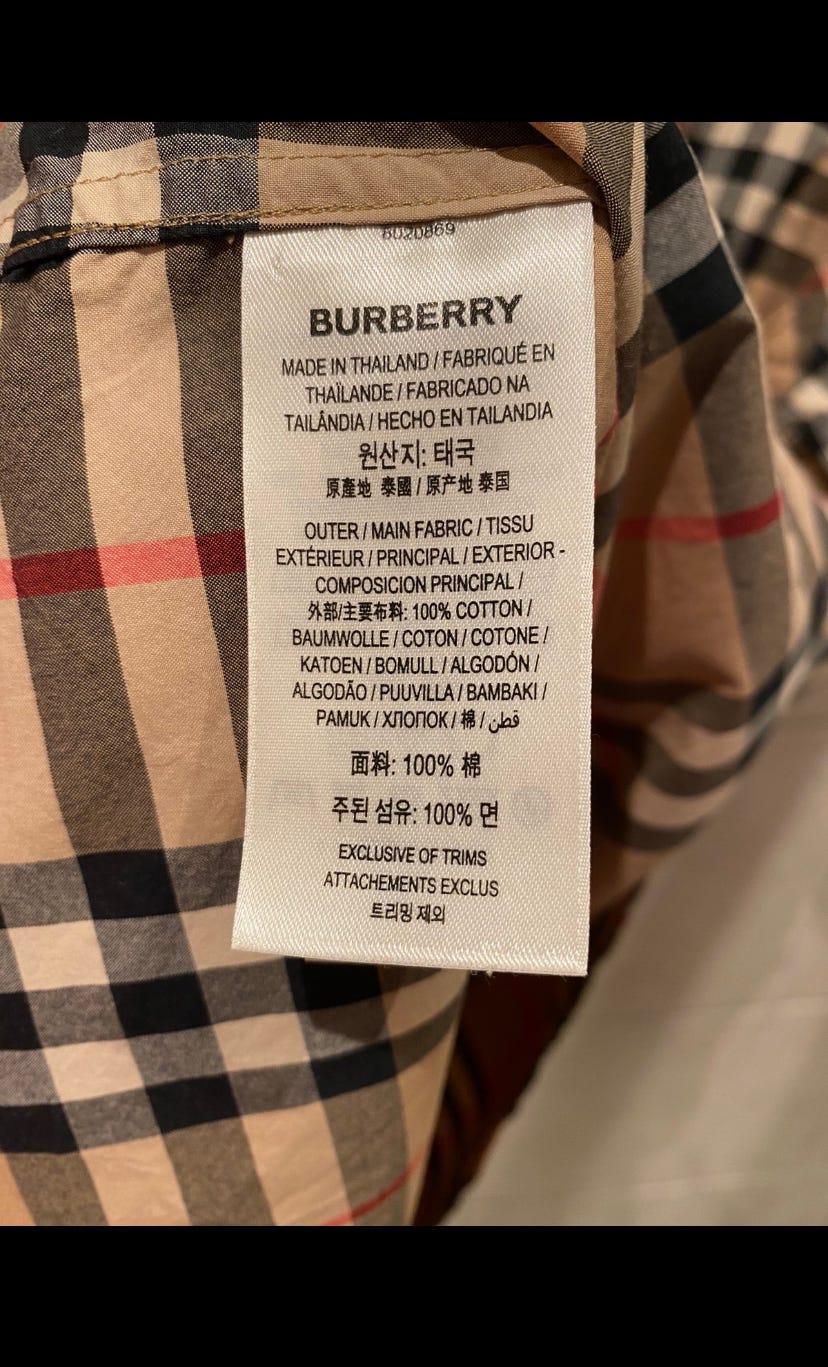 8020869
BURBERRY
MADE IN THAILAND / FABRIQUÉ EN
THAÏLANDE / FABRICADO NA
TAILÂNDIA / HECHO EN TAILANDIA
원산지: 태국
原產地 泰國 / 原产地 泰国
OUTER / MAIN FABRIC / TISSU
EXTÉRIEUR / PRINCIPAL / EXTERIOR -
COMPOSICION PRINCIPAL /
外部/主要布料: 100% COTTON /
BAUMWOLLE / COTON / COTONE /
KATOEN / BOMULL / ALGODÓN /
ALGODÃO / PUUVILLA / BAMBAKI /
PAMUK / ХЛОПОК / 棉 / قطن
面料: 100% 棉
주된 섬유: 100% 면
EXCLUSIVE OF TRIMS
ATTACHEMENTS EXCLUS
트리밍 제외